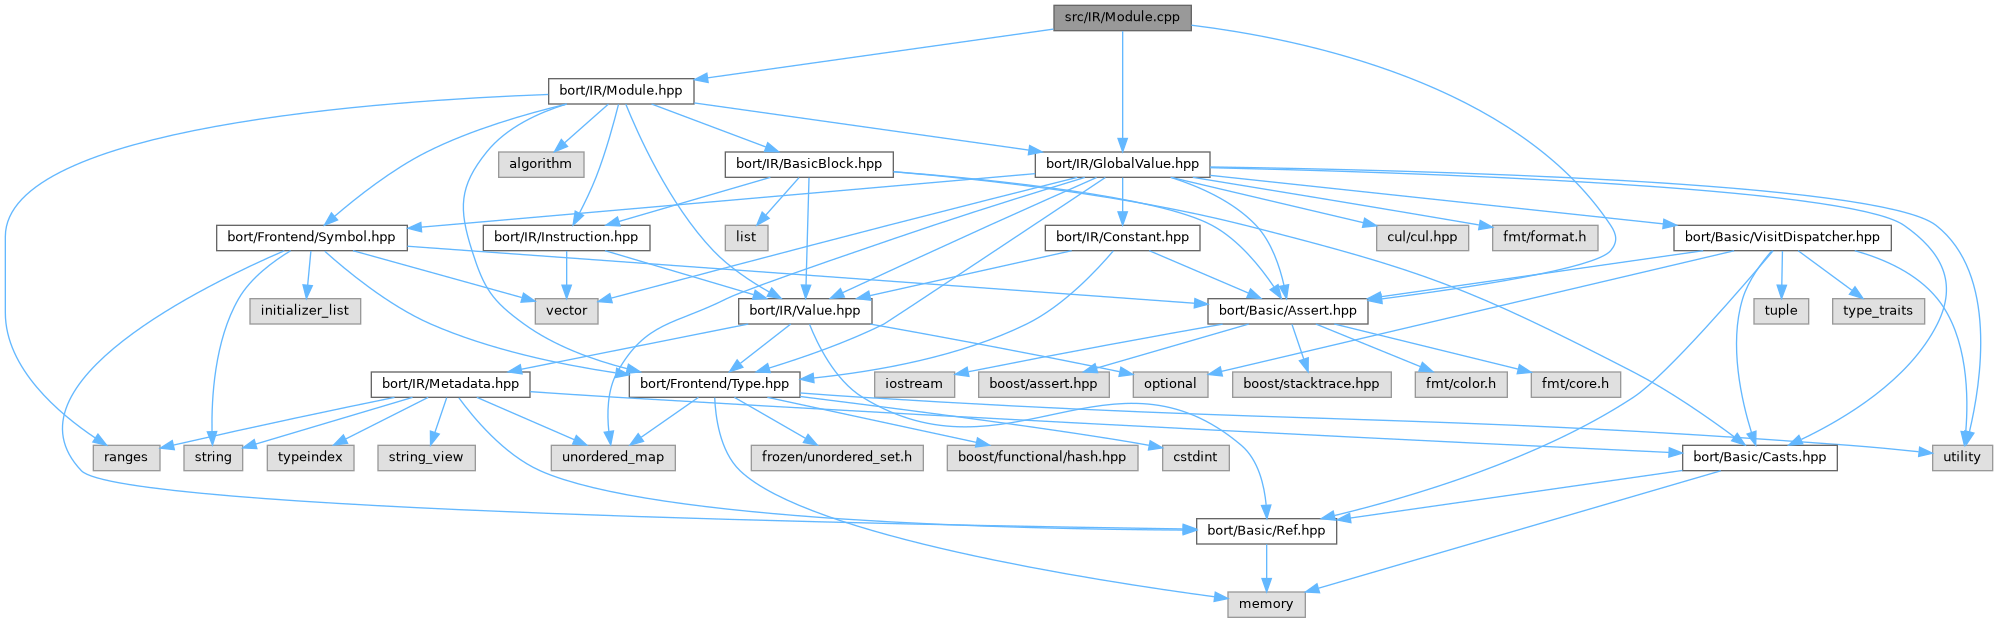 src/IR/Module.cpp
bort/IR/Module.hpp
algorithm
bort/IR/BasicBlock.hpp
bort/IR/GlobalValue.hpp
bort/Frontend/Symbol.hpp
bort/IR/Instruction.hpp
list
bort/IR/Constant.hpp
cul/cul.hpp
fmt/format.h
bort/Basic/VisitDispatcher.hpp
initializer_list
vector
bort/IR/Value.hpp
bort/Basic/Assert.hpp
tuple
type_traits
bort/IR/Metadata.hpp
bort/Frontend/Type.hpp
iostream
boost/assert.hpp
optional
boost/stacktrace.hpp
fmt/color.h
fmt/core.h
ranges
string
typeindex
string_view
unordered_map
frozen/unordered_set.h
boost/functional/hash.hpp
cstdint
bort/Basic/Casts.hpp
utility
bort/Basic/Ref.hpp
memory